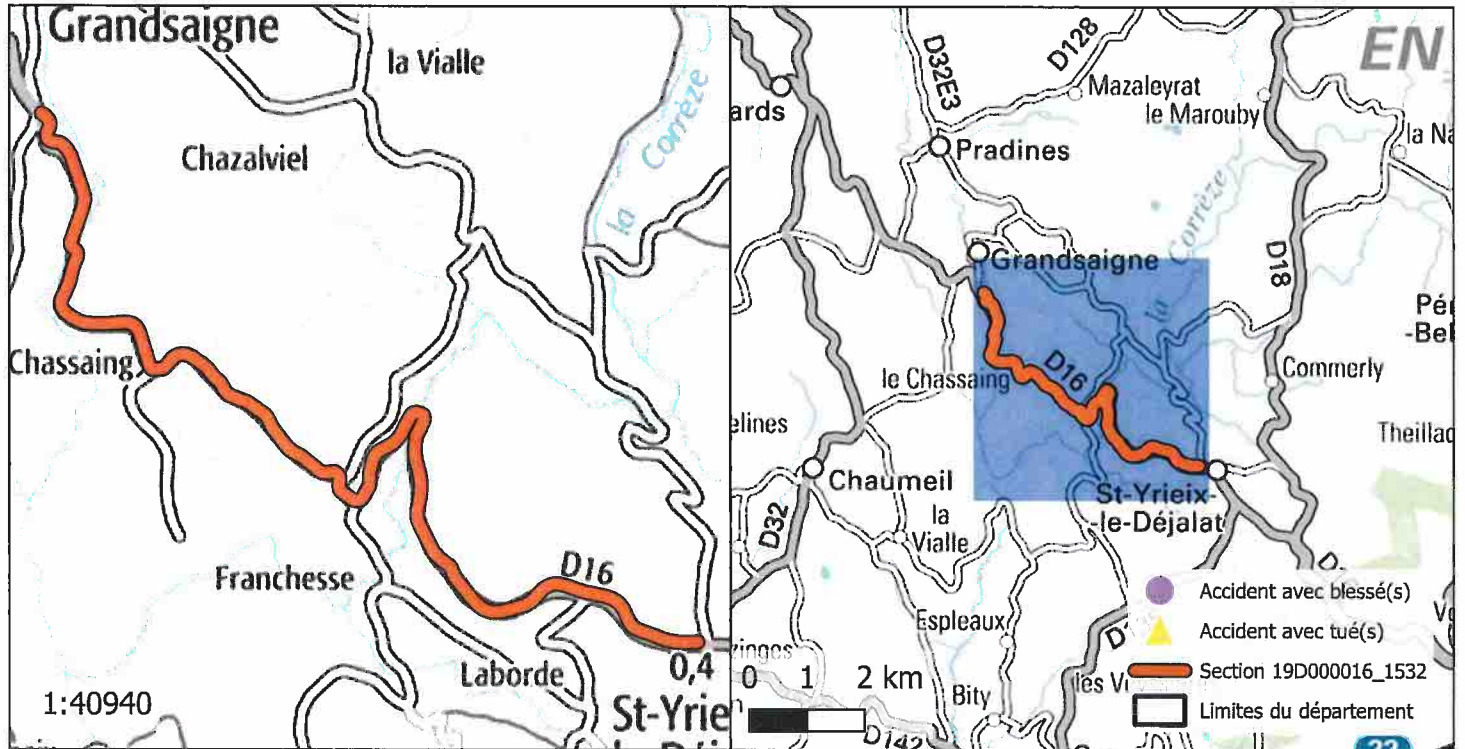 Grandsaigne
la Vialle
la Corrèze
Chazalviel
Chassaing
Franchesse
D16
Laborde
0,4
St-Yrie
1:40940
D32E3
D128
EN
Mazaleyrat
le Marouby
ards
la Na
Pradines
la Corrèze
Grandsaigne
D18
Pér
-Bel
D16
le Chassaing
Commerly
elines
Theillac
Chaumeil
St-Yrieix-
-le-Déjalat
D32
la
Vialle
Espleaux
0 1 2 km
Bity
D142
Accident avec blessé(s)
Accident avec tué(s)
Section 19D000016_1532
Limites du département